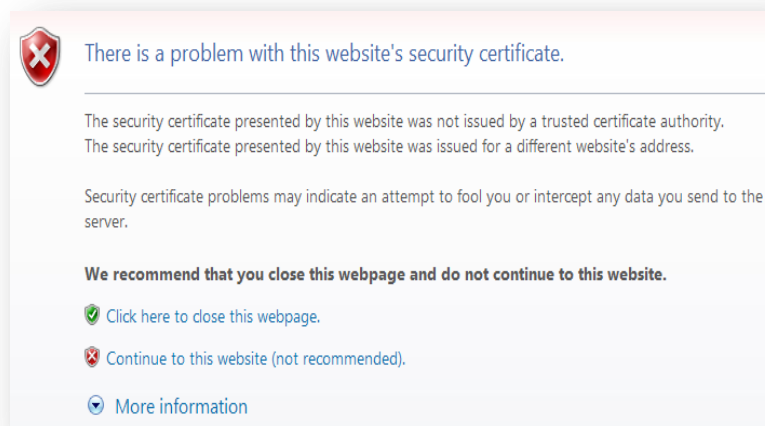 There is a problem with this website's security certificate.
The security certificate presented by this website was not issued by a trusted certificate authority.
The security certificate presented by this website was issued for a different website's address.
Security certificate problems may indicate an attempt to fool you or intercept any data you send to the
server.
We recommend that you close this webpage and do not continue to this website.
Click here to close this webpage.
Continue to this website (not recommended).
More information